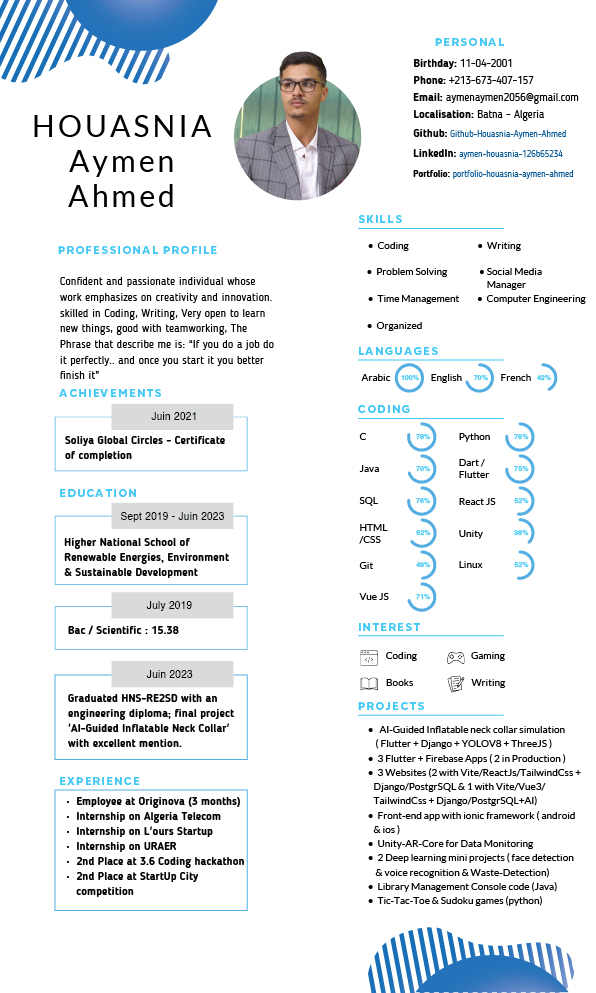 HOUASNIA
Aymen
Ahmed
PERSONAL
Birthday: 11-04-2001
Phone: +213-673-407-157
Email: aymenaymen2056@gmail.com
Localisation: Batna - Algeria
Github: Github-Houasnia-Aymen-Ahmed
LinkedIn: aymen-houasnia-126b65234
Portfolio: portfolio-houasnia-aymen-ahmed
PROFESSIONAL PROFILE
Confident and passionate individual whose
work emphasizes on creativity and innovation.
skilled in Coding, Writing, Very open to learn
new things, good with teamworking, The
Phrase that describe me is: “If you do a job do
it perfectly.. and once you start it you better
finish it”
ACHIEVEMENTS
Juin 2021
Soliya Global Circles - Certificate
of completion
EDUCATION
Sept 2019 - Juin 2023
Higher National School of
Renewable Energies, Environment
& Sustainable Development
July 2019
Bac / Scientific : 15.38
Juin 2023
Graduated HNS-RE2SD with an
engineering diploma; final project
'AI-Guided Inflatable Neck Collar'
with excellent mention.
EXPERIENCE
• Employee at Originova (3 months)
• Internship on Algeria Telecom
• Internship on L'ours Startup
• Internship on URAER
• 2nd Place at 3.6 Coding hackathon
• 2nd Place at StartUp City
competition
SKILLS
• Coding
• Writing
• Problem Solving
• Social Media
Manager
• Time Management
• Computer Engineering
• Organized
LANGUAGES
Arabic 100% English 70% French 42%
CODING
C 78% Python 76%
Java 70% Dart /
Flutter 75%
SQL 76% React JS 52%
HTML
/CSS 62% Unity 38%
Git 49% Linux 52%
Vue JS 71%
INTEREST
Coding Gaming
Books Writing
PROJECTS
• AI-Guided Inflatable neck collar simulation
( Flutter + Django + YOLOV8 + ThreeJS )
• 3 Flutter + Firebase Apps ( 2 in Production )
• 3 Websites (2 with Vite/ReactJs/TailwindCss +
Django/PostgrSQL & 1 with Vite/Vue3/
TailwindCss + Django/PostgrSQL+AI)
• Front-end app with ionic framework ( android
& ios )
• Unity-AR-Core for Data Monitoring
• 2 Deep learning mini projects ( face detection
& voice recognition & Waste-Detection)
• Library Management Console code (Java)
• Tic-Tac-Toe & Sudoku games (python)